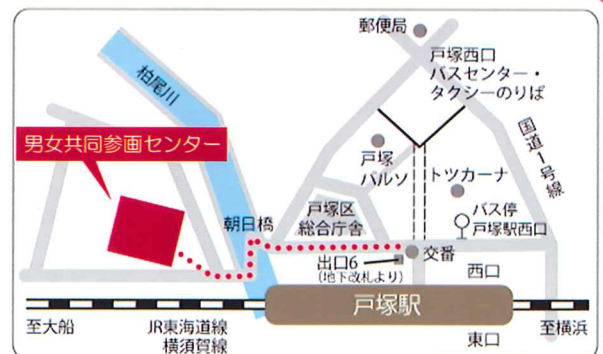 郵便局
戸塚西口
バスセンター・
タクシーのりば
柏尾川
国道1号線
男女共同参画センター
戸塚
パルソ
トツカーナ
朝日橋
戸塚区
総合庁舎
バス停
戸塚駅西口
出口6
(地下改札より)
交番
西口
戸塚駅
至大船
JR東海道線
横須賀線
至横浜
東口